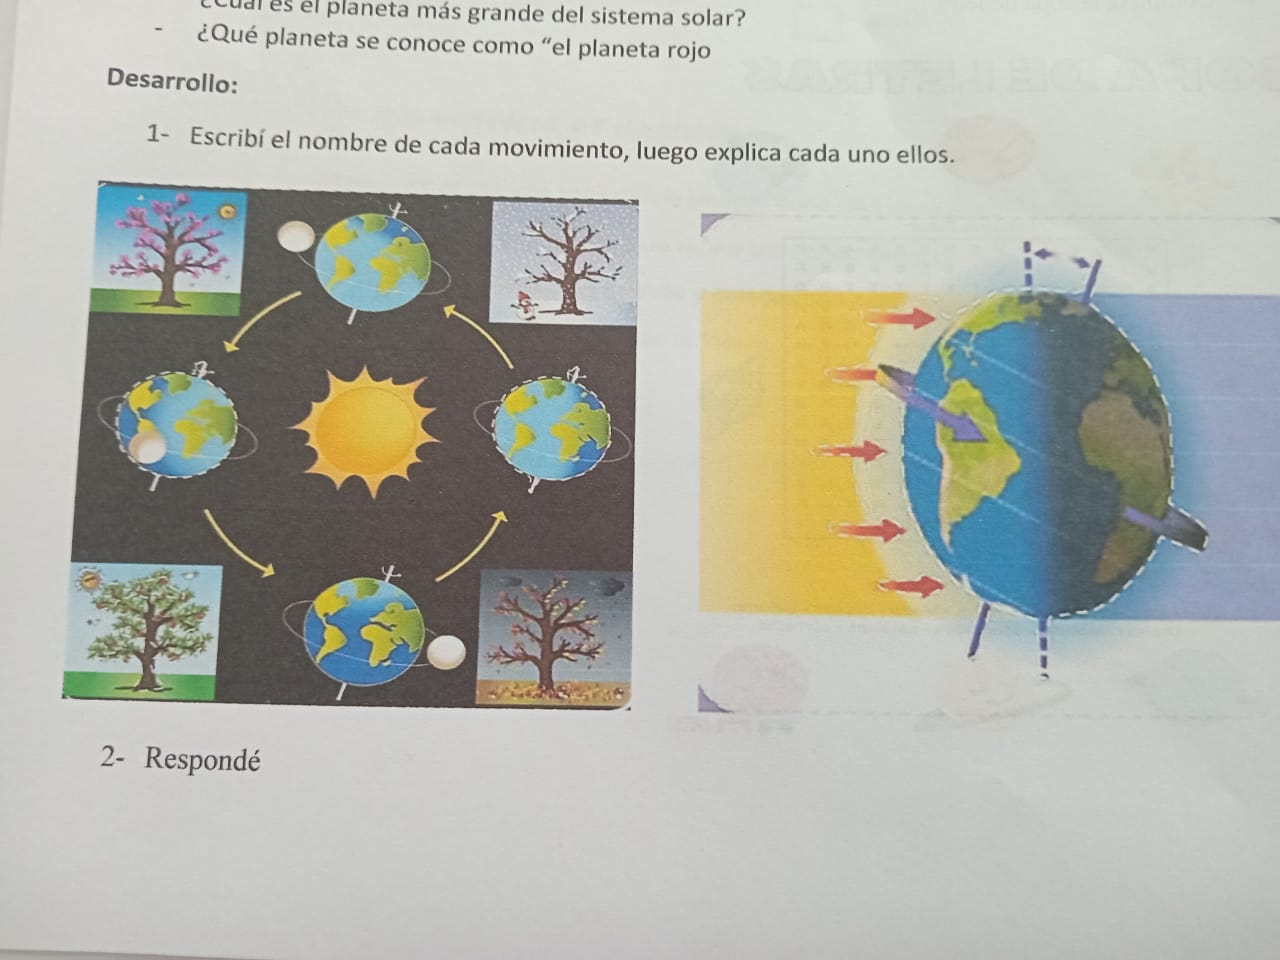 ¿Cuál es el planeta más grande del sistema solar?
- ¿Qué planeta se conoce como “el planeta rojo
Desarrollo:
1- Escribí el nombre de cada movimiento, luego explica cada uno ellos.
2- Respondé